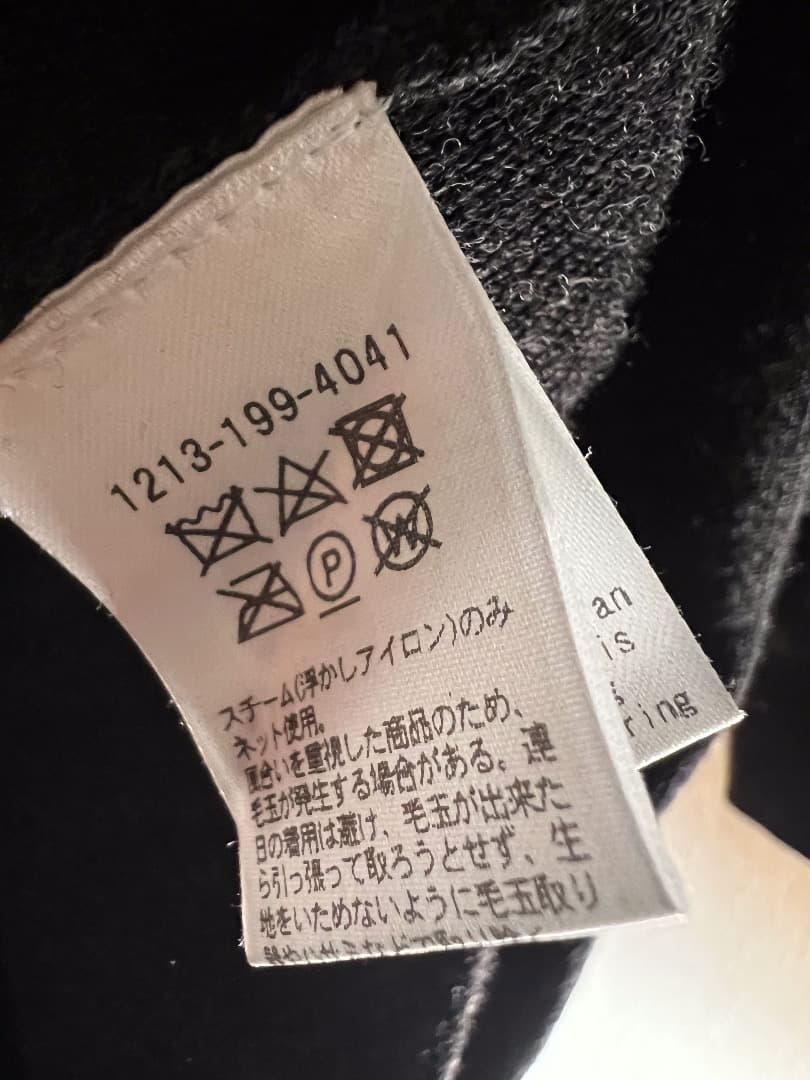 1213-199-4041
P
W
スチーム(浮かしアイロン)のみ
ネット使用。
風合いを重視した商品のため、
毛玉が発生する場合がある。連
日の着用は避け、毛玉が出来た
ら引っ張って取ろうとせず、生
地をいためないように毛玉取り
an
is
ring